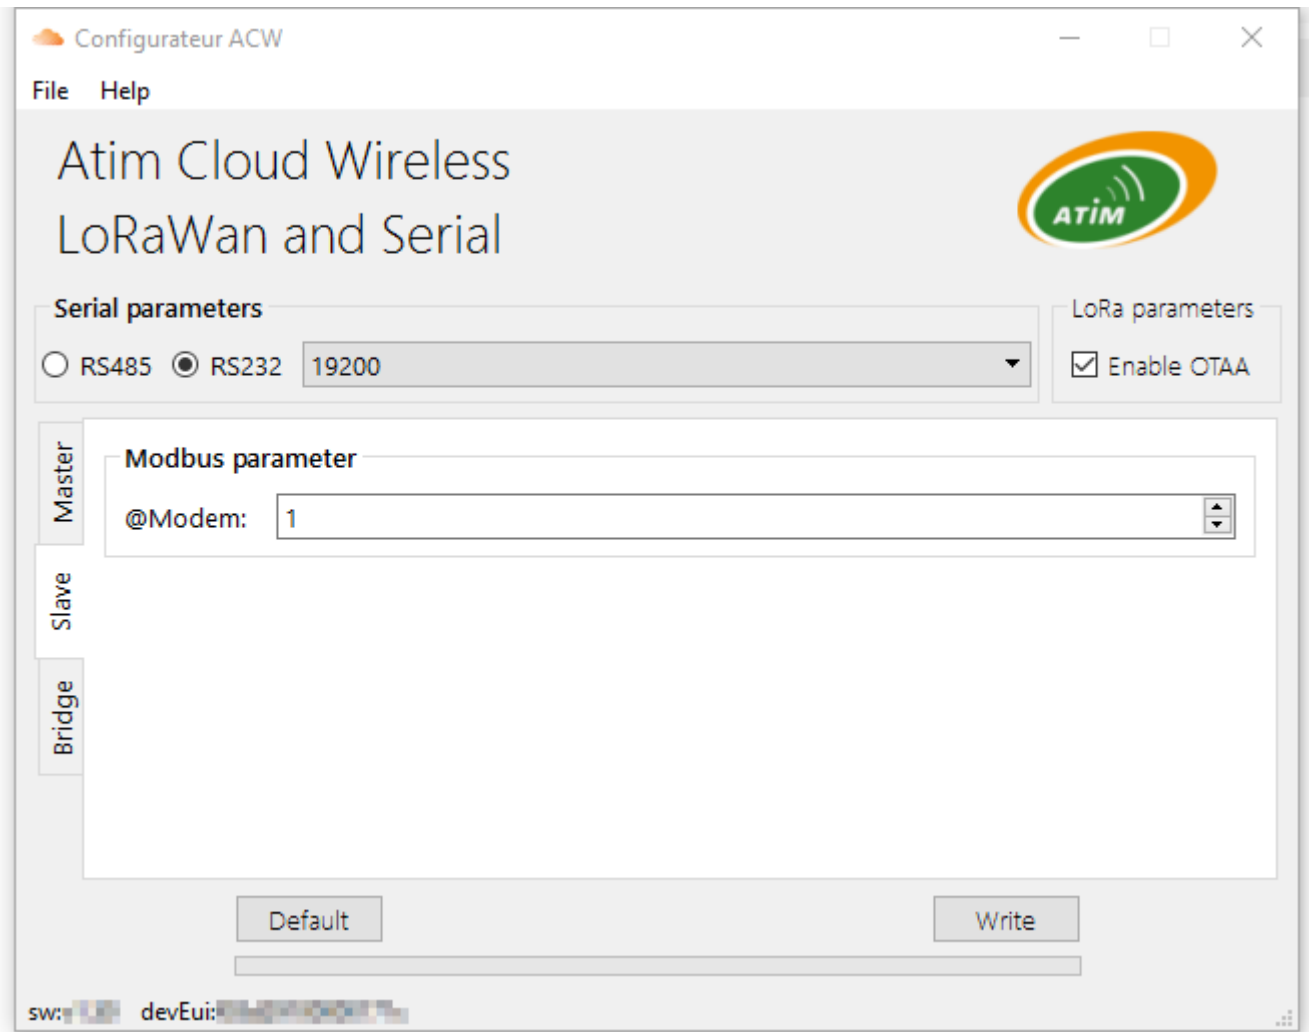 Configurateur ACW
File Help
Atim Cloud Wireless
LoRaWan and Serial
ATiM
Serial parameters
LoRa parameters
RS485 RS232 19200
Enable OTAA
Master
Slave
Bridge
Modbus parameter
@Modem: 1
Default Write
sw: devEui: